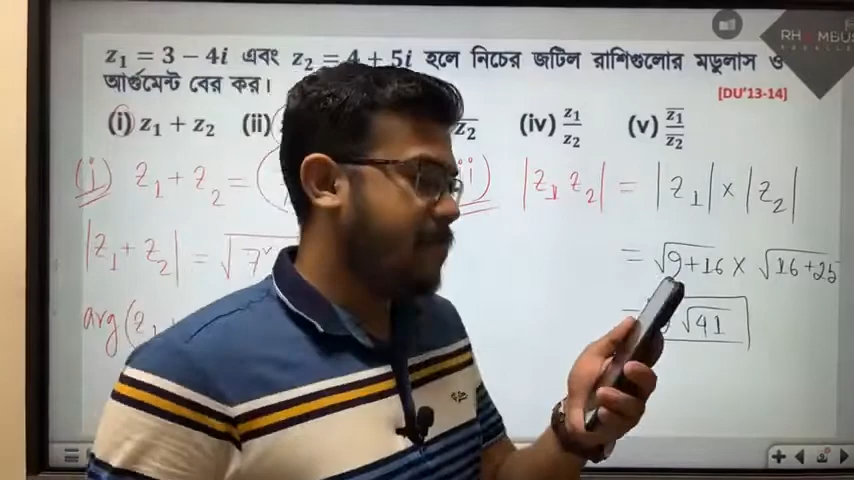 RHOMBUS
PARALLEL
z₁ = 3 − 4i এবং z₂ = 4 + 5i হলে নিচের জটিল রাশিগুলোর মডুলাস ও
আর্গুমেন্ট বের কর।
[DU'13-14]
(i) z₁ + z₂ (ii) (iv) z₁/z₂ (v) z̅₁/z̅₂
(i) z₁ + z₂ = |z₁ z₂| = |z₁| × |z₂|
|z₁ + z₂| = √7² = √9+16 × √16+25
arg(z₁ √41